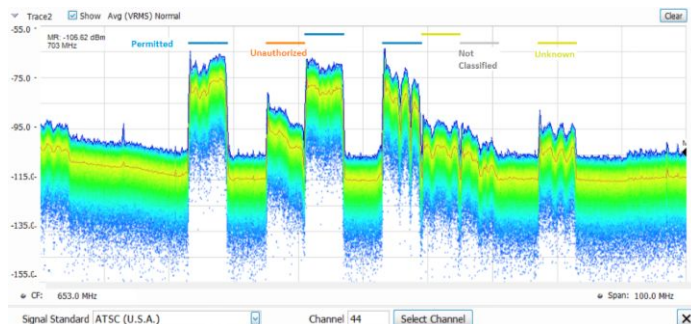 Trace2 Show Avg (VRMS) Normal Clear
-55.0
MR: -105.62 dBm
703 MHz
Permitted
Unauthorized
Not
Classified
Unknown
-75.0
-95.0
-115.0
-135.0
-155.0
CF: 653.0 MHz Span: 100.0 MHz
Signal Standard ATSC (U.S.A.) Channel 44 Select Channel